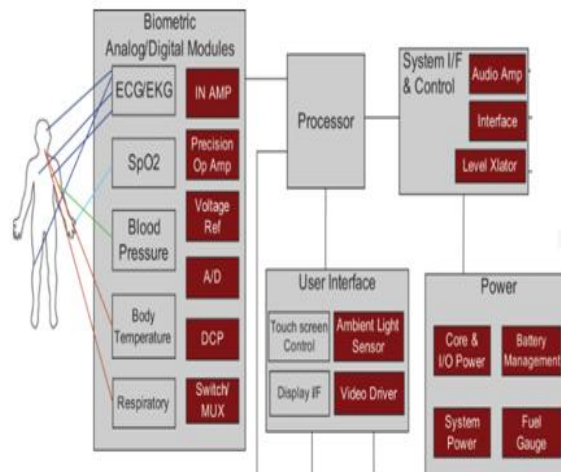 Biometric
Analog/Digital Modules
ECG/EKG
IN AMP
SpO2
Precision
Op Amp
Blood
Pressure
Voltage
Ref
A/D
Body
Temperature
DCP
Respiratory
Switch/
MUX
Processor
System I/F
& Control
Audio Amp
Interface
Level Xlator
User Interface
Touch screen
Control
Ambient Light
Sensor
Display I/F
Video Driver
Power
Core &
I/O Power
Battery
Management
System
Power
Fuel
Gauge